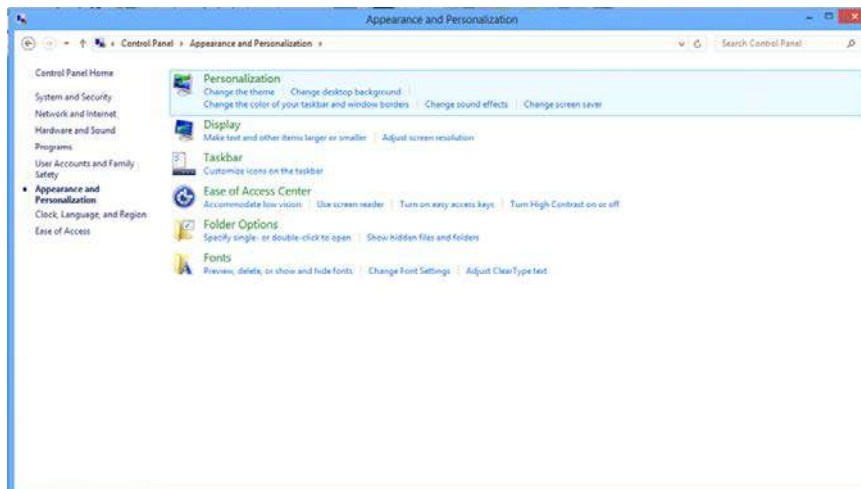 Appearance and Personalization
Control Panel Appearance and Personalization
Search Control Panel
Control Panel Home
System and Security
Network and Internet
Hardware and Sound
Programs
User Accounts and Family
Safety
Appearance and
Personalization
Clock, Language, and Region
Ease of Access
Personalization
Change the theme Change desktop background
Change the color of your taskbar and window borders Change sound effects Change screen saver
Display
Make text and other items larger or smaller Adjust screen resolution
Taskbar
Customize icons on the taskbar
Ease of Access Center
Accommodate low vision Use screen reader Turn on easy access keys Turn High Contrast on or off
Folder Options
Specify single- or double-click to open Show hidden files and folders
Fonts
Preview, delete, or show and hide fonts Change Font Settings Adjust ClearType text